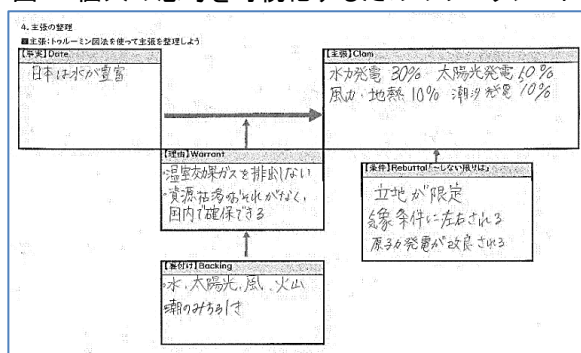 4. 主張の整理
■主張:トゥルーミン図法を使って主張を整理しよう
【事実】Date
日本は水が豊富
【主張】Clam
水力発電 30% 太陽光発電 50%
風力・地熱 10% 潮汐発電 10%
【理由】Warrant
・温室効果ガスを排出しない
・資源枯渇のおそれがなく、
国内で確保できる
【条件】Rebuttal「~しない限りは」
立地が限定
気象条件に左右される
原子力発電が改良される
【裏付け】Backing
・水、太陽光、風、火山
潮のみちひき